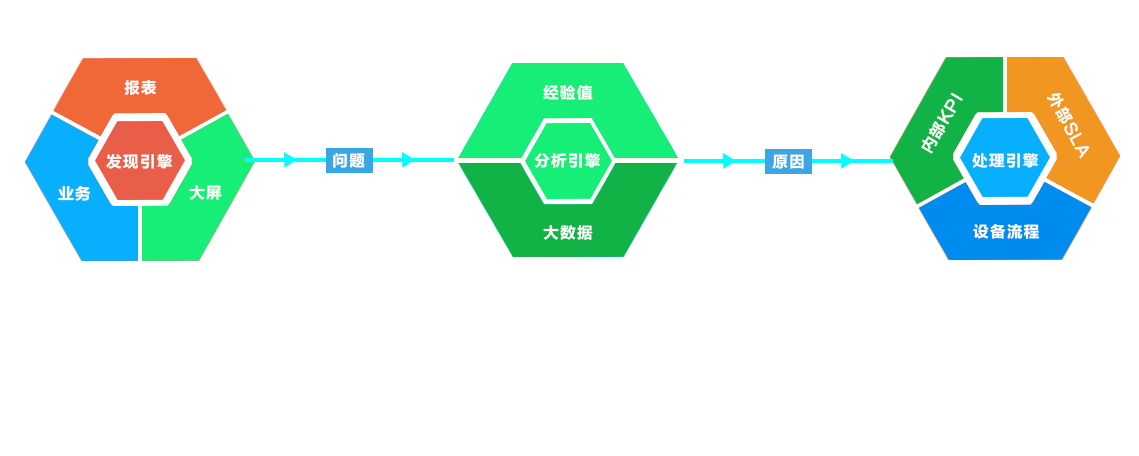 报表
发现引擎
业务
大屏
问题
经验值
分析引擎
大数据
原因
内部KPI
外部SLA
处理引擎
设备流程